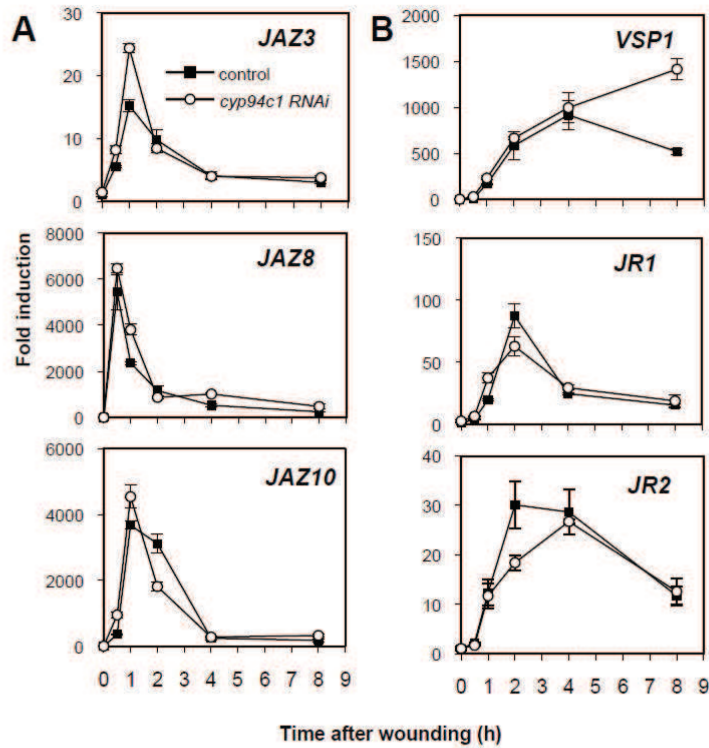 A
B
JAZ3
control
cyp94c1 RNAi
30
20
10
0
VSP1
2000
1500
1000
500
0
Fold induction
JAZ8
8000
6000
4000
2000
0
JR1
150
100
50
0
JAZ10
6000
4000
2000
0
JR2
40
30
20
10
0
0 1 2 3 4 5 6 7 8 9
0 1 2 3 4 5 6 7 8 9
Time after wounding (h)